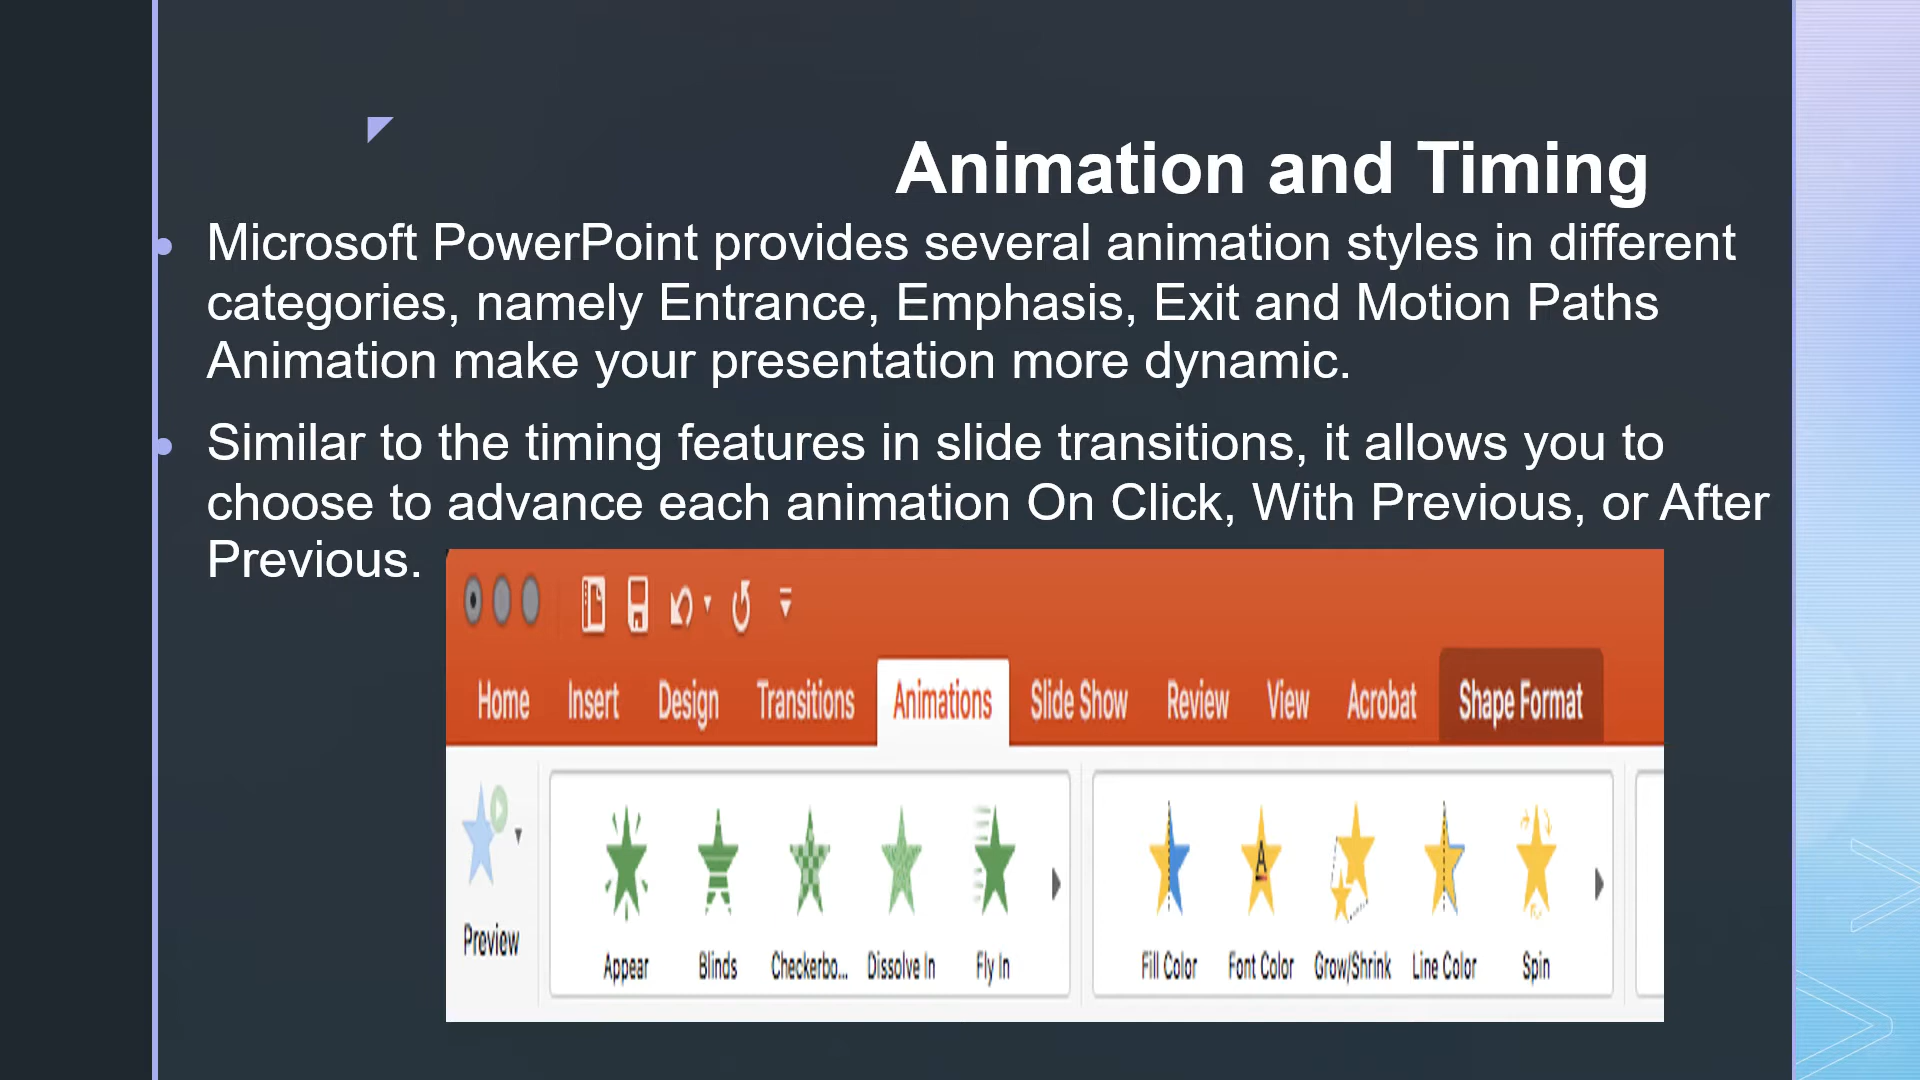 Animation and Timing
• Microsoft PowerPoint provides several animation styles in different
categories, namely Entrance, Emphasis, Exit and Motion Paths
Animation make your presentation more dynamic.
• Similar to the timing features in slide transitions, it allows you to
choose to advance each animation On Click, With Previous, or After
Previous.
Home Insert Design Transitions Animations Slide Show Review View Acrobat Shape Format
A
Preview
Appear Blinds Checkerbo... Dissolve In Fly In Fill Color Font Color Grow/Shrink Line Color Spin